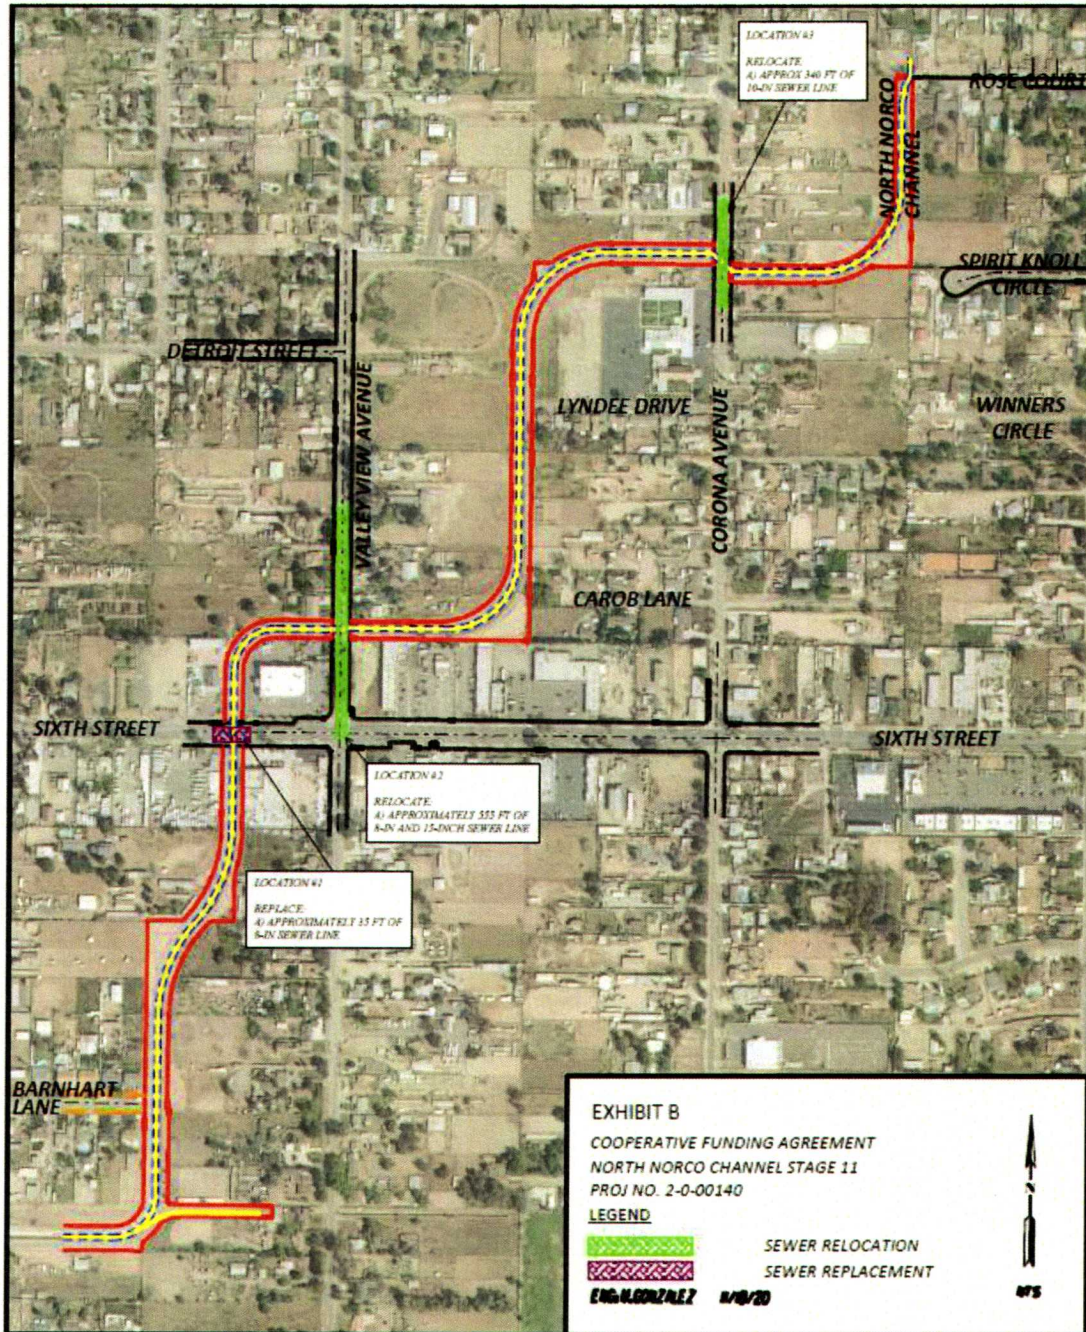 LOCATION #3
RELOCATE:
A) APPROX 340 FT OF
10-IN SEWER LINE
ROSE COURT
NORTH NORCO
CHANNEL
SPIRIT KNOLL
CIRCLE
DETROIT STREET
VALLEY VIEW AVENUE
LYNDEE DRIVE
WINNERS
CIRCLE
CORONA AVENUE
CAROB LANE
SIXTH STREET
SIXTH STREET
LOCATION #2
RELOCATE:
A) APPROXIMATELY 555 FT OF
8-IN AND 15-INCH SEWER LINE
LOCATION #1
REPLACE:
A) APPROXIMATELY 35 FT OF
8-IN SEWER LINE
BARNHART
LANE
EXHIBIT B
COOPERATIVE FUNDING AGREEMENT
NORTH NORCO CHANNEL STAGE 11
PROJ NO. 2-0-00140
LEGEND
SEWER RELOCATION
SEWER REPLACEMENT
ENG: U.GONZALEZ
N
NTS